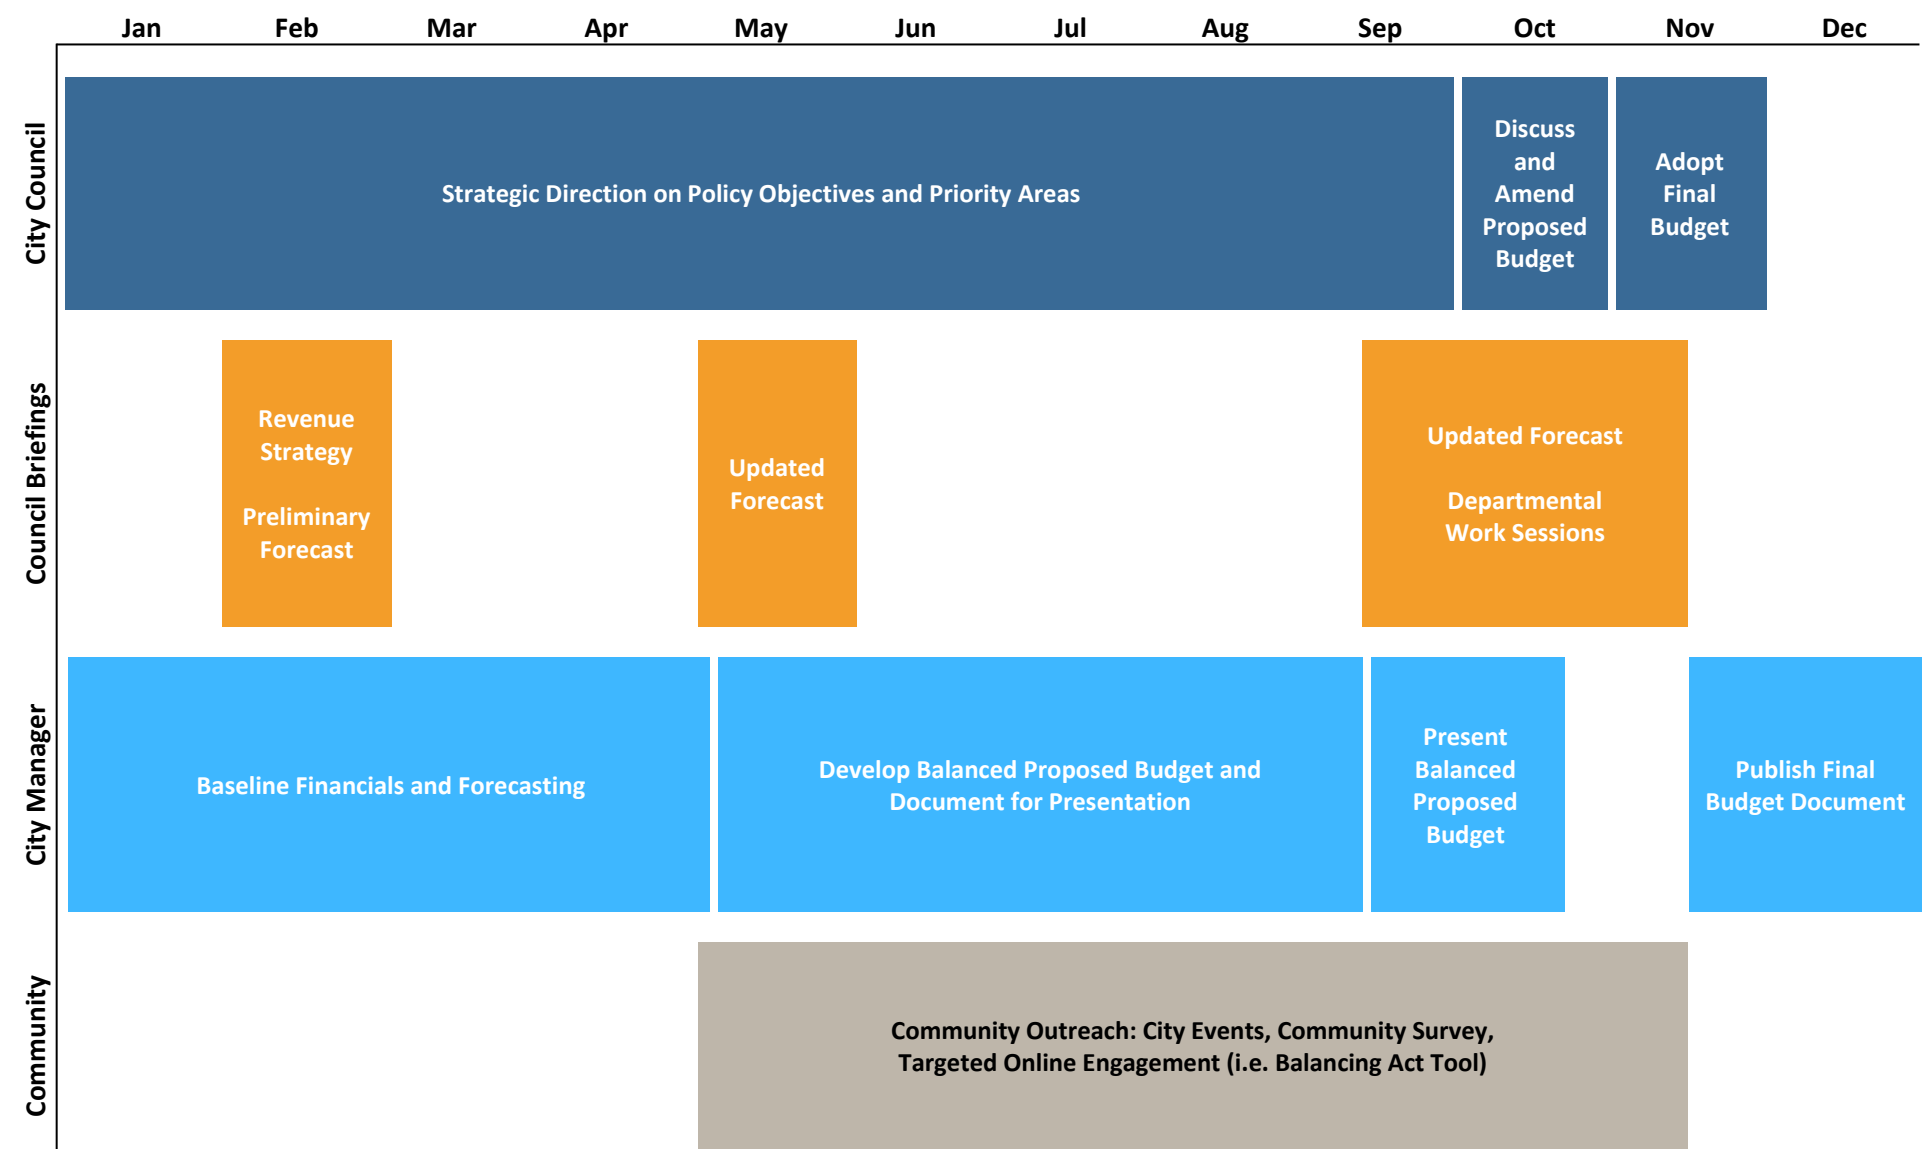 Jan Feb Mar Apr May Jun Jul Aug Sep Oct Nov Dec
City Council
Strategic Direction on Policy Objectives and Priority Areas
Discuss
and
Amend
Proposed
Budget
Adopt
Final
Budget
Council Briefings
Revenue
Strategy
Preliminary
Forecast
Updated
Forecast
Updated Forecast
Departmental
Work Sessions
City Manager
Baseline Financials and Forecasting
Develop Balanced Proposed Budget and
Document for Presentation
Present
Balanced
Proposed
Budget
Publish Final
Budget Document
Community
Community Outreach: City Events, Community Survey,
Targeted Online Engagement (i.e. Balancing Act Tool)